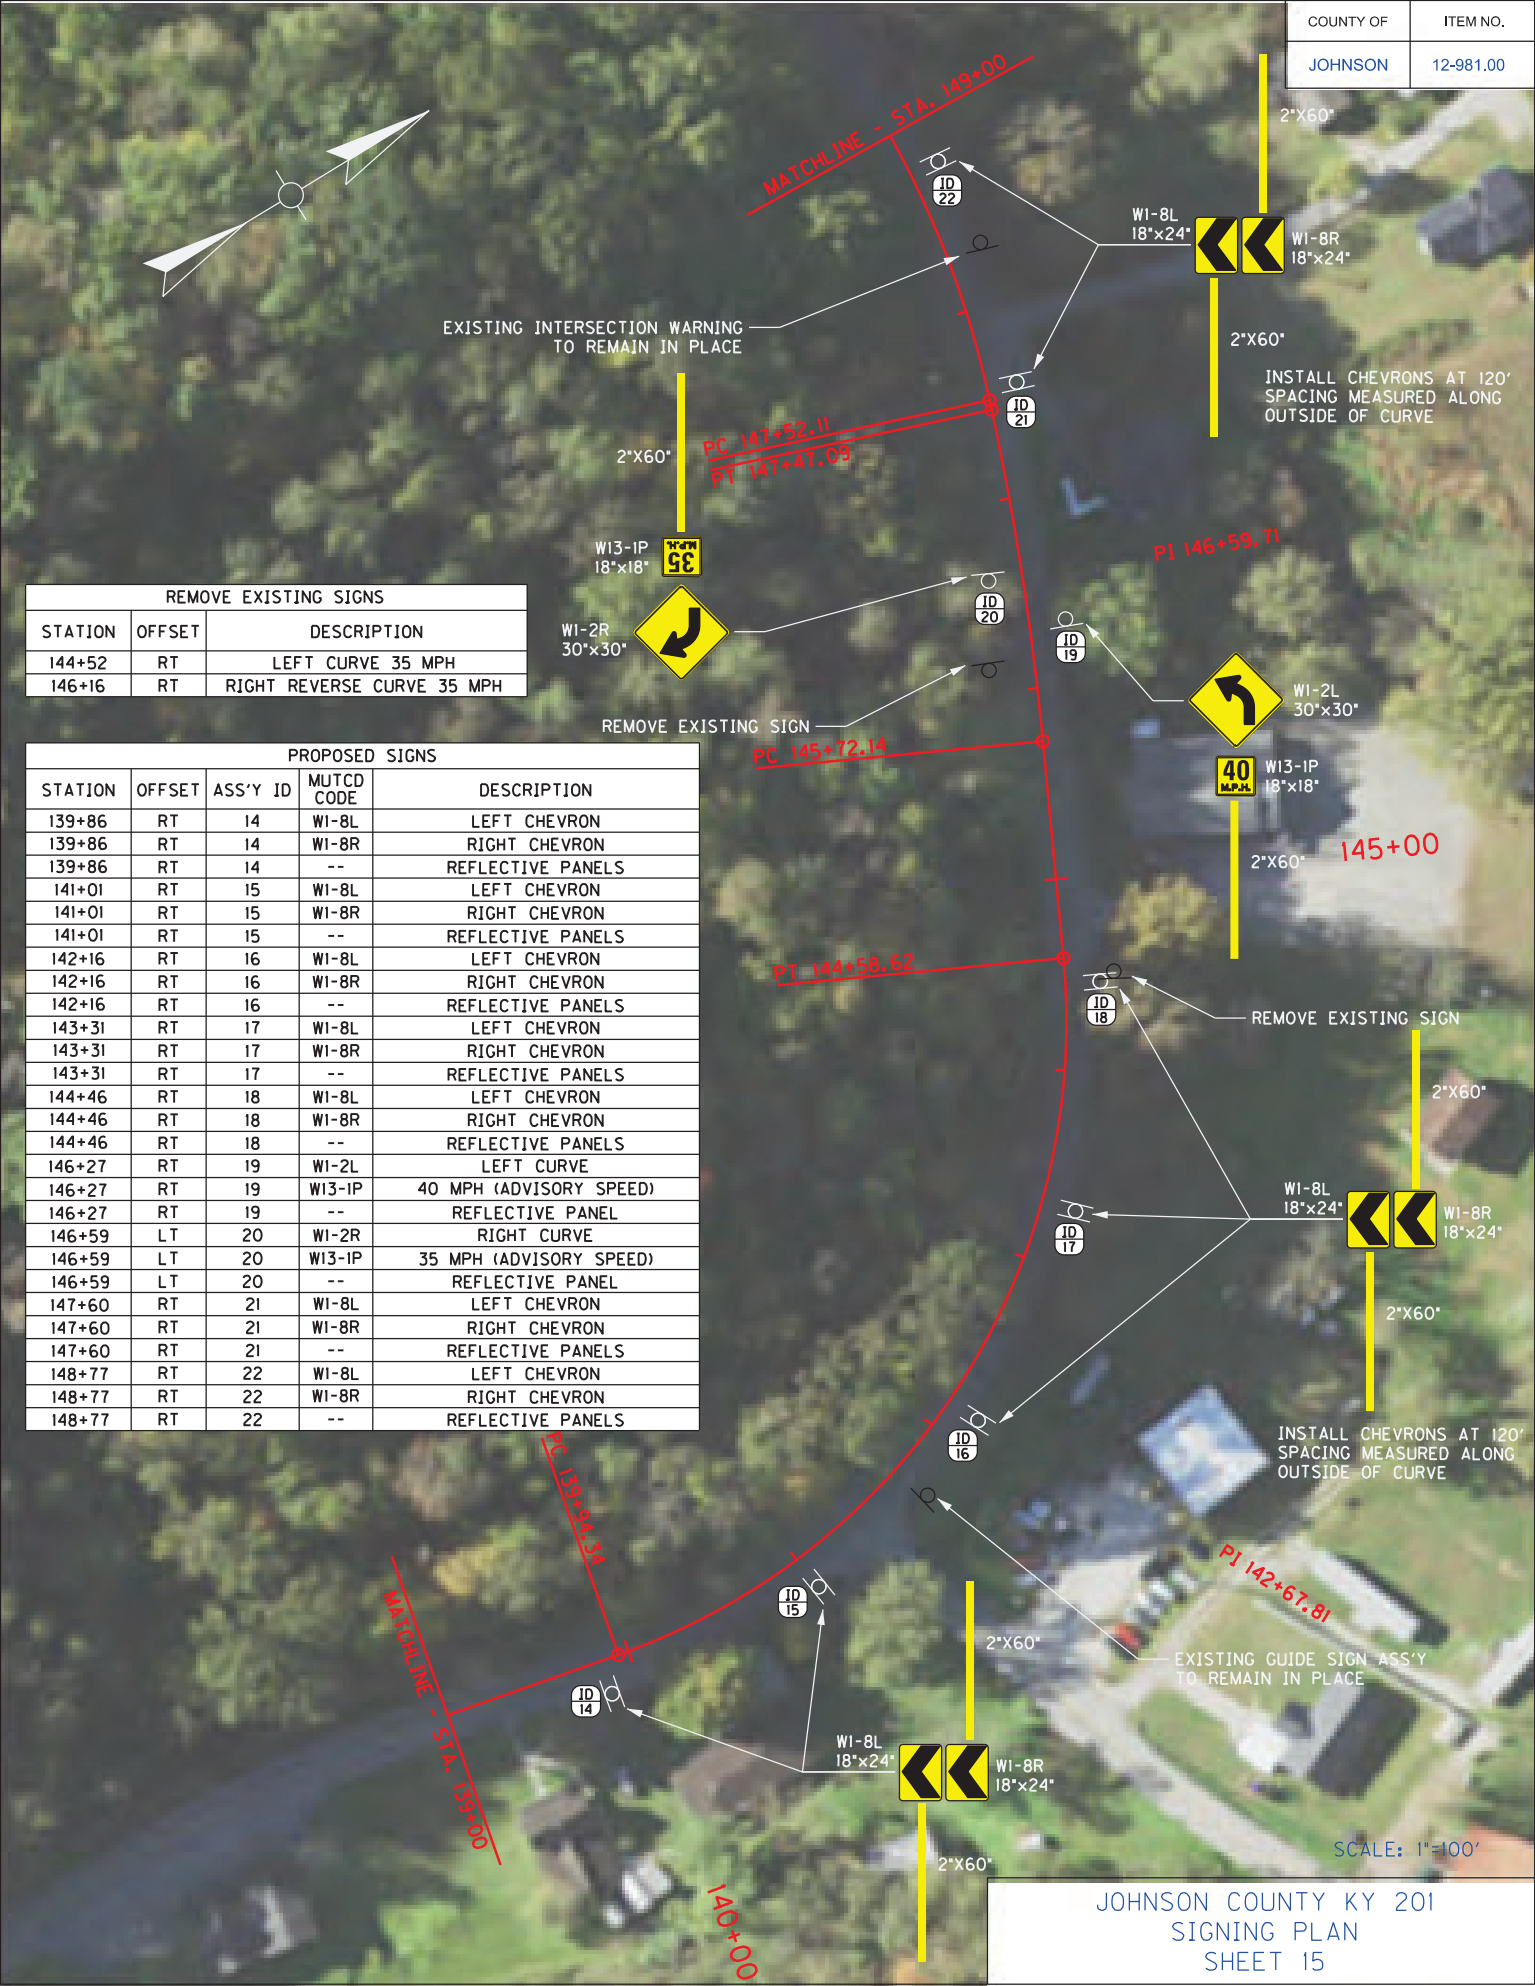 COUNTY OF ITEM NO.
JOHNSON 12-981.00
2"X60"
MATCHLINE - STA. 149+00
ID 22
W1-8L
18"x24"
W1-8R
18"x24"
2"X60"
EXISTING INTERSECTION WARNING
TO REMAIN IN PLACE
INSTALL CHEVRONS AT 120'
SPACING MEASURED ALONG
OUTSIDE OF CURVE
ID 21
PC 147+52.11
PT 147+47.09
2"X60"
W13-1P
18"x18"
35
M.P.H.
PI 146+59.71
W1-2R
30"x30"
ID 20
ID 19
W1-2L
30"x30"
REMOVE EXISTING SIGN
PC 145+72.14
40
M.P.H.
W13-1P
18"x18"
2"X60"
145+00
PT 144+58.62
ID 18
REMOVE EXISTING SIGN
REMOVE EXISTING SIGNS
STATION OFFSET DESCRIPTION
144+52 RT LEFT CURVE 35 MPH
146+16 RT RIGHT REVERSE CURVE 35 MPH
PROPOSED SIGNS
STATION OFFSET ASS'Y ID MUTCD CODE DESCRIPTION
139+86 RT 14 W1-8L LEFT CHEVRON
139+86 RT 14 W1-8R RIGHT CHEVRON
139+86 RT 14 -- REFLECTIVE PANELS
141+01 RT 15 W1-8L LEFT CHEVRON
141+01 RT 15 W1-8R RIGHT CHEVRON
141+01 RT 15 -- REFLECTIVE PANELS
142+16 RT 16 W1-8L LEFT CHEVRON
142+16 RT 16 W1-8R RIGHT CHEVRON
142+16 RT 16 -- REFLECTIVE PANELS
143+31 RT 17 W1-8L LEFT CHEVRON
143+31 RT 17 W1-8R RIGHT CHEVRON
143+31 RT 17 -- REFLECTIVE PANELS
144+46 RT 18 W1-8L LEFT CHEVRON
144+46 RT 18 W1-8R RIGHT CHEVRON
144+46 RT 18 -- REFLECTIVE PANELS
146+27 RT 19 W1-2L LEFT CURVE
146+27 RT 19 W13-1P 40 MPH (ADVISORY SPEED)
146+27 RT 19 -- REFLECTIVE PANEL
146+59 LT 20 W1-2R RIGHT CURVE
146+59 LT 20 W13-1P 35 MPH (ADVISORY SPEED)
146+59 LT 20 -- REFLECTIVE PANEL
147+60 RT 21 W1-8L LEFT CHEVRON
147+60 RT 21 W1-8R RIGHT CHEVRON
147+60 RT 21 -- REFLECTIVE PANELS
148+77 RT 22 W1-8L LEFT CHEVRON
148+77 RT 22 W1-8R RIGHT CHEVRON
148+77 RT 22 -- REFLECTIVE PANELS
2"X60"
W1-8L
18"x24"
W1-8R
18"x24"
ID 17
2"X60"
ID 16
INSTALL CHEVRONS AT 120'
SPACING MEASURED ALONG
OUTSIDE OF CURVE
PC 139+94.34
PI 142+67.81
ID 15
2"X60"
EXISTING GUIDE SIGN ASS'Y
TO REMAIN IN PLACE
MATCHLINE - STA. 139+00
ID 14
W1-8L
18"x24"
W1-8R
18"x24"
2"X60"
140+00
SCALE: 1"=100'
JOHNSON COUNTY KY 201
SIGNING PLAN
SHEET 15